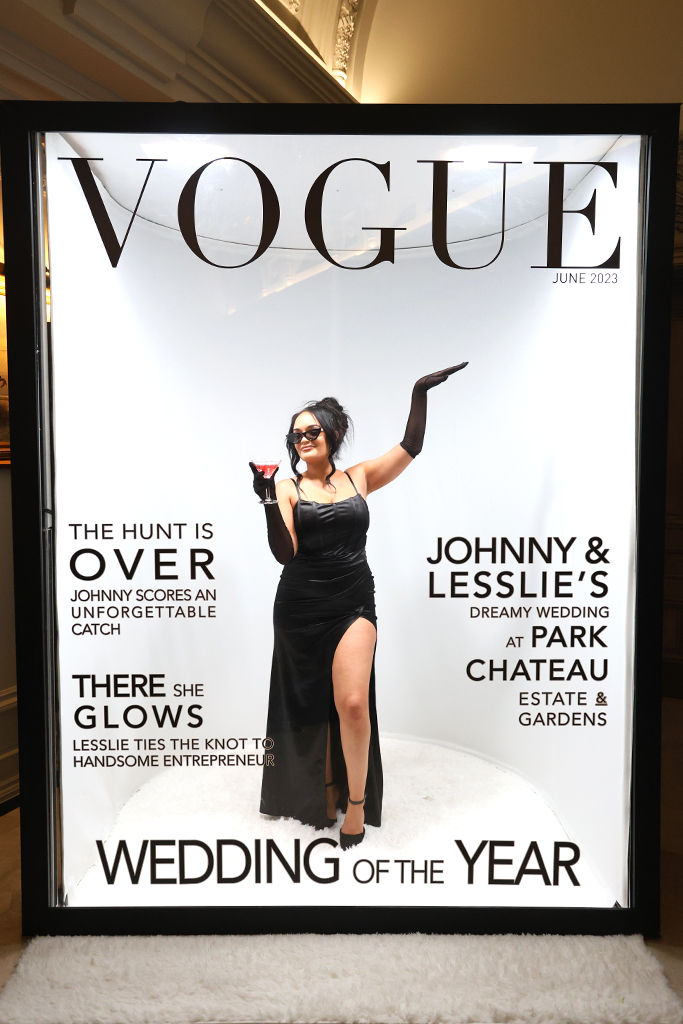 VOGUE
JUNE 2023
THE HUNT IS
OVER
JOHNNY SCORES AN
UNFORGETTABLE
CATCH
THERE SHE
GLOWS
LESSLIE TIES THE KNOT TO
HANDSOME ENTREPRENEUR
JOHNNY &
LESSLIE'S
DREAMY WEDDING
AT PARK
CHATEAU
ESTATE &
GARDENS
WEDDING OF THE YEAR